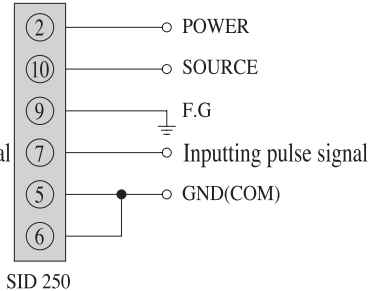 ② POWER
⑩ SOURCE
⑨ F.G
⑦ Inputting pulse signal
⑤ GND(COM)
⑥
SID 250